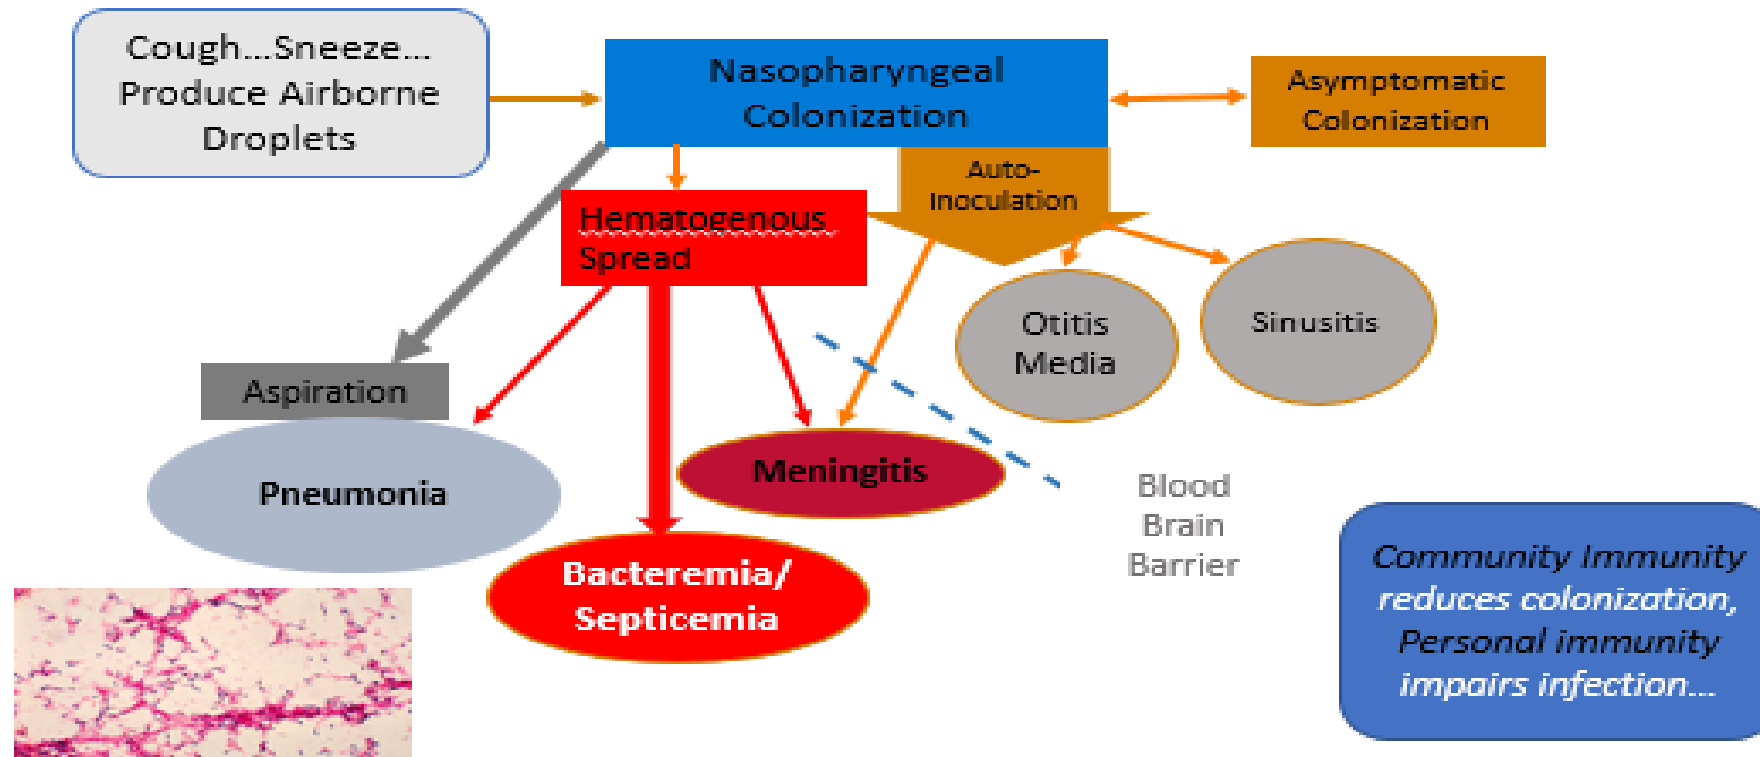 Cough...Sneeze...
Produce Airborne
Droplets
Nasopharyngeal
Colonization
Asymptomatic
Colonization
Auto-
Inoculation
Hematogenous
Spread
Otitis
Media
Sinusitis
Aspiration
Pneumonia
Meningitis
Blood
Brain
Barrier
Bacteremia/
Septicemia
Community Immunity
reduces colonization,
Personal immunity
impairs infection...